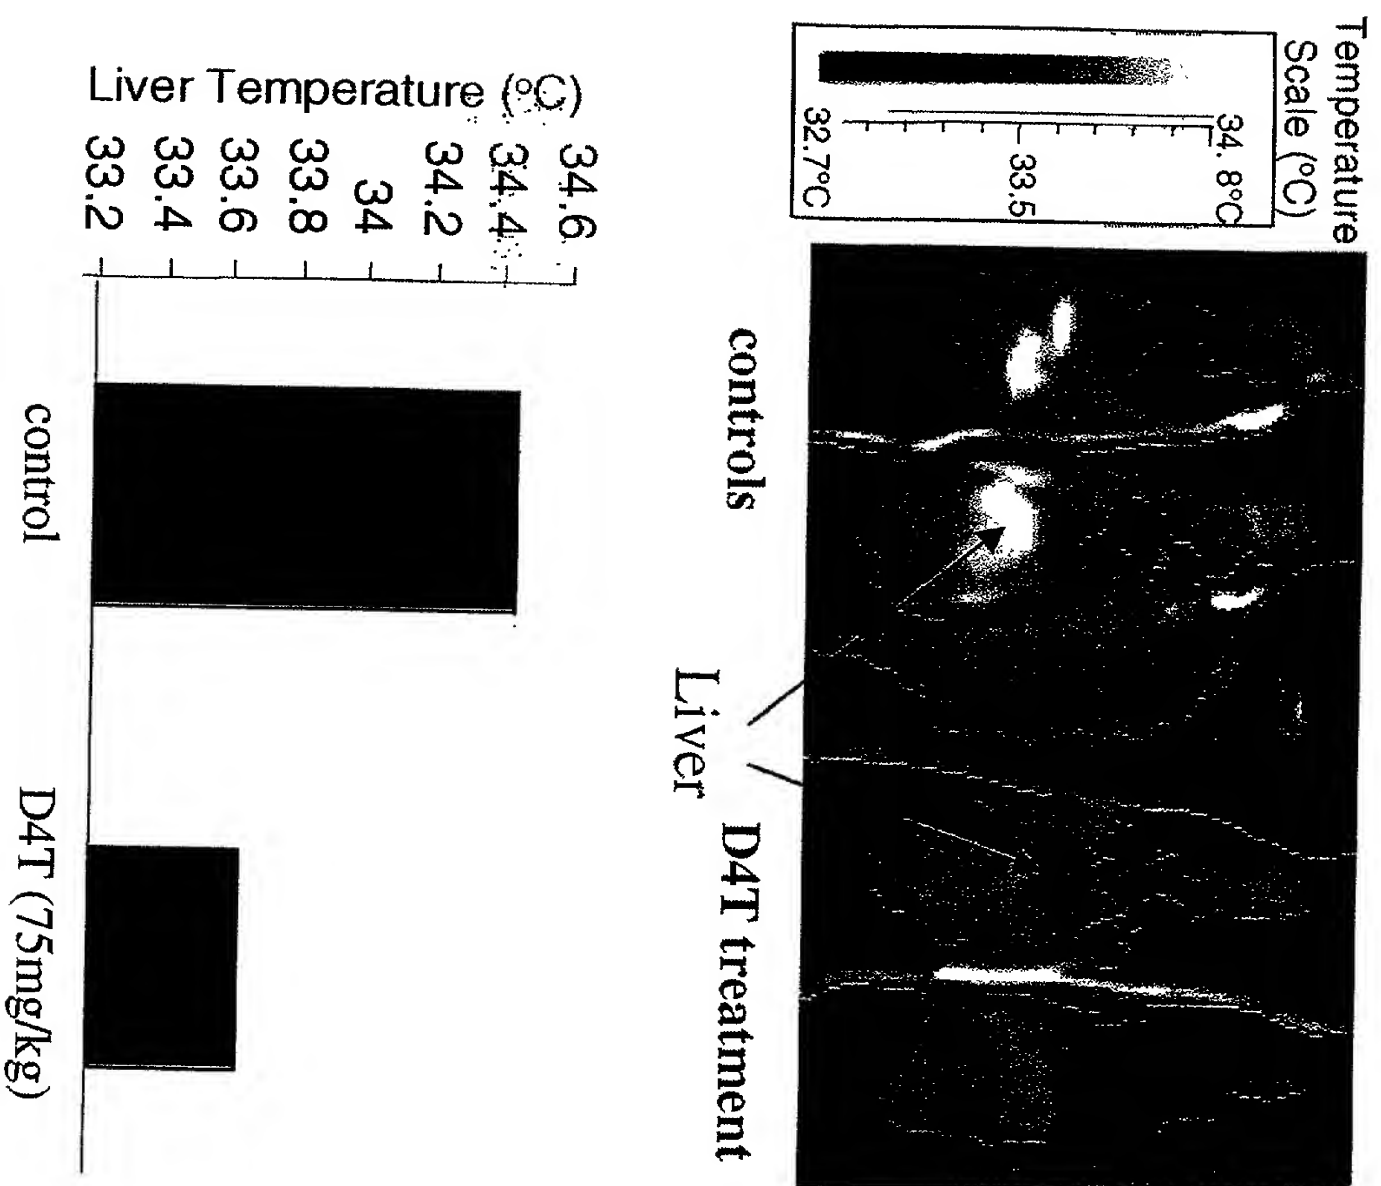 Temperature
Scale (°C)
34. 8°C
33.5
32.7°C
controls
D4T treatment
Liver
Liver Temperature (°C)
34.6
34.4
34.2
34
33.8
33.6
33.4
33.2
control
D4T (75mg/kg)